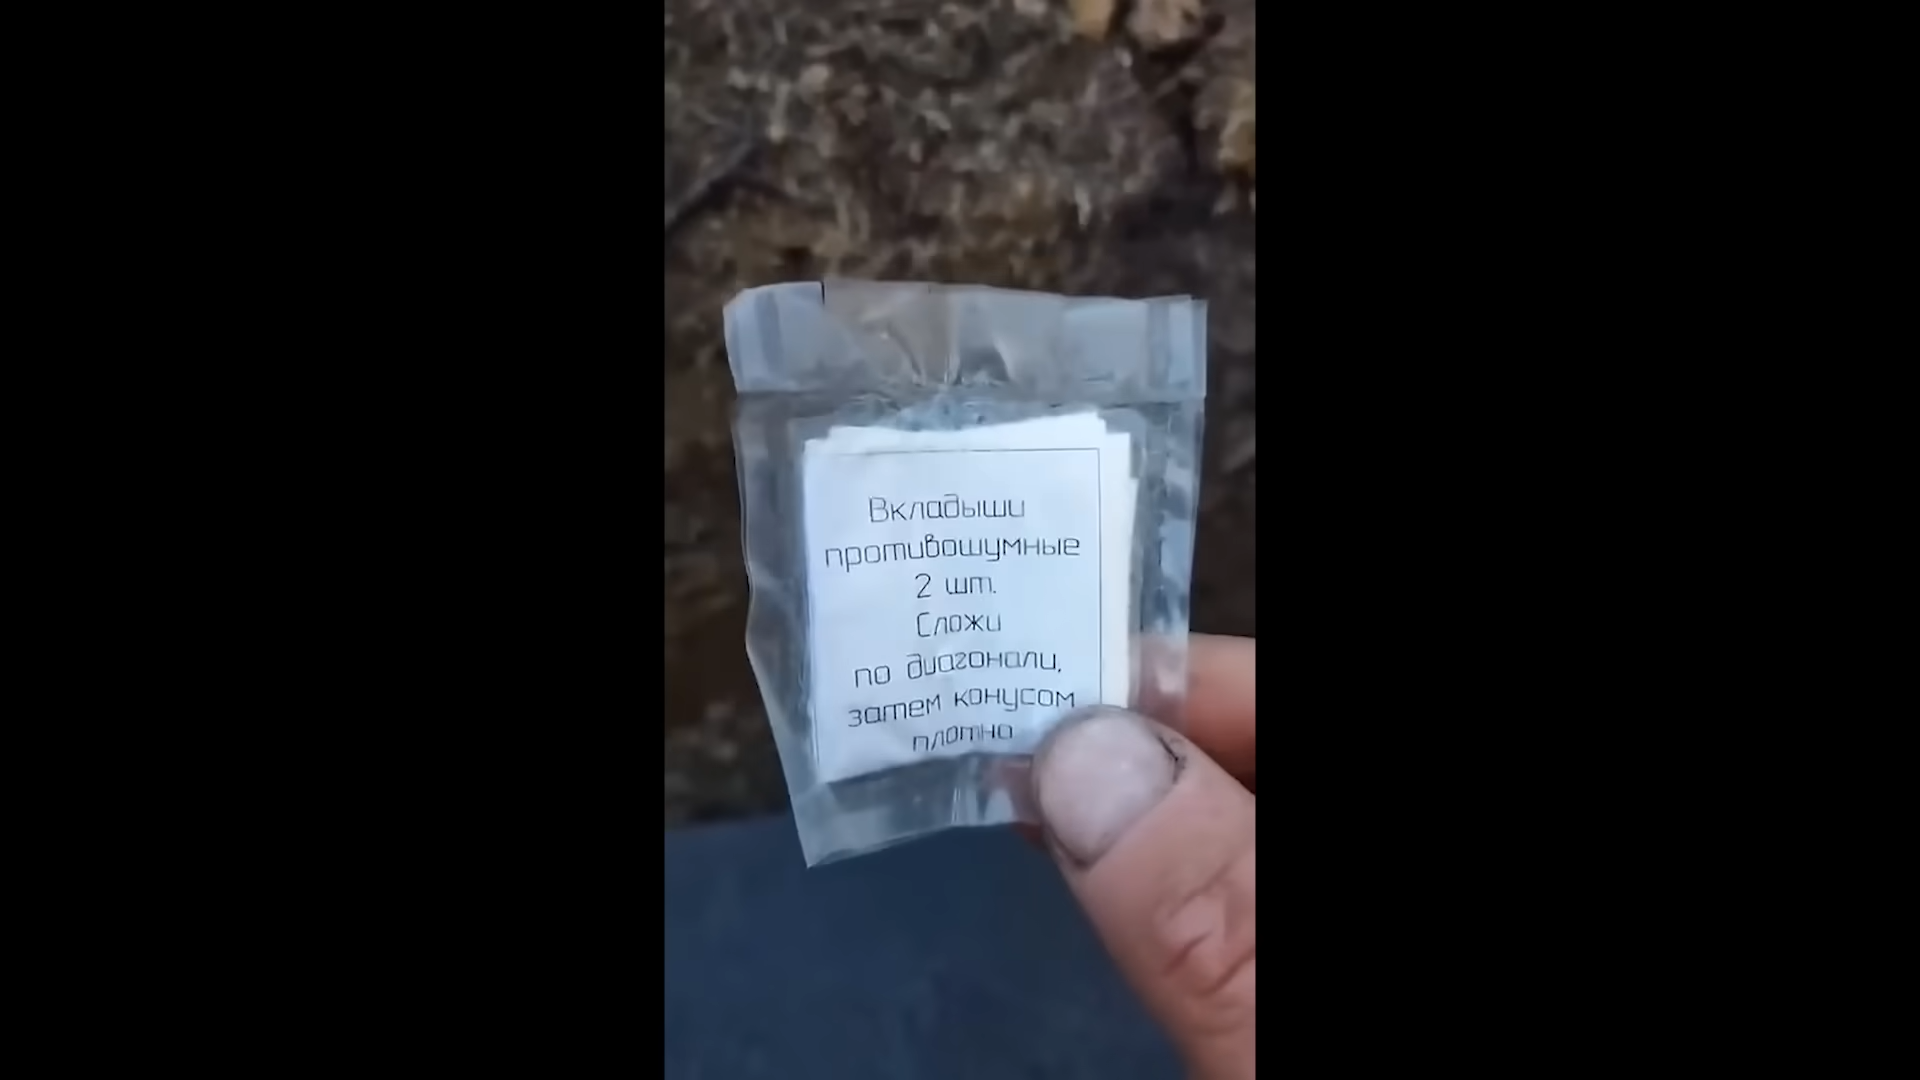 Вкладыши
противошумные
2 шт.
Сложи
по диагонали,
затем конусом
плотно